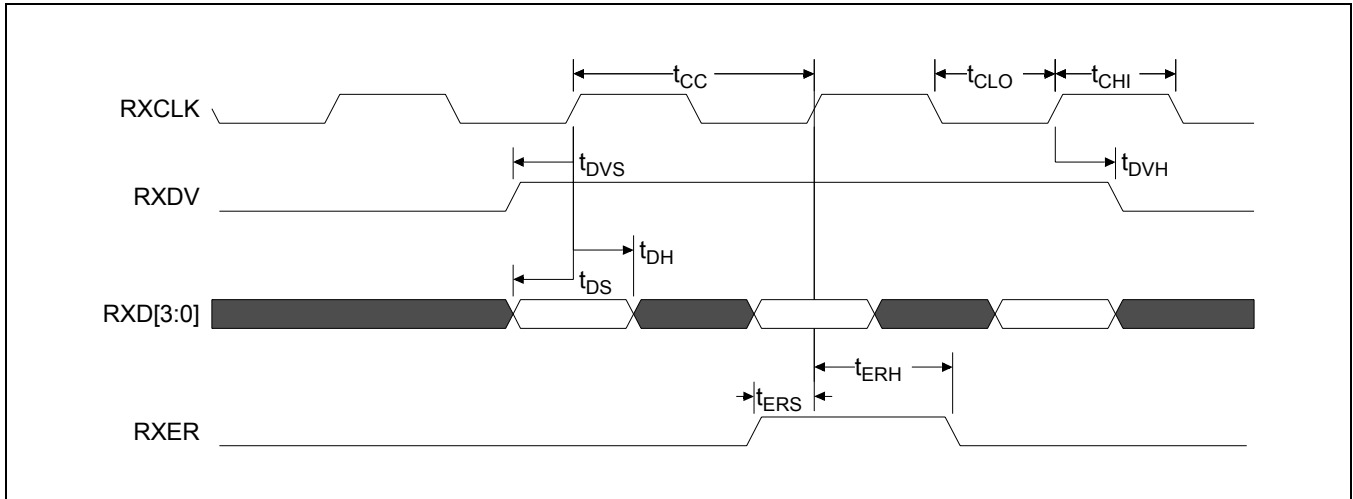 tCC
tCLO
tCHI
RXCLK
tDVS
tDVH
RXDV
tDH
tDS
RXD[3:0]
tERH
tERS
RXER